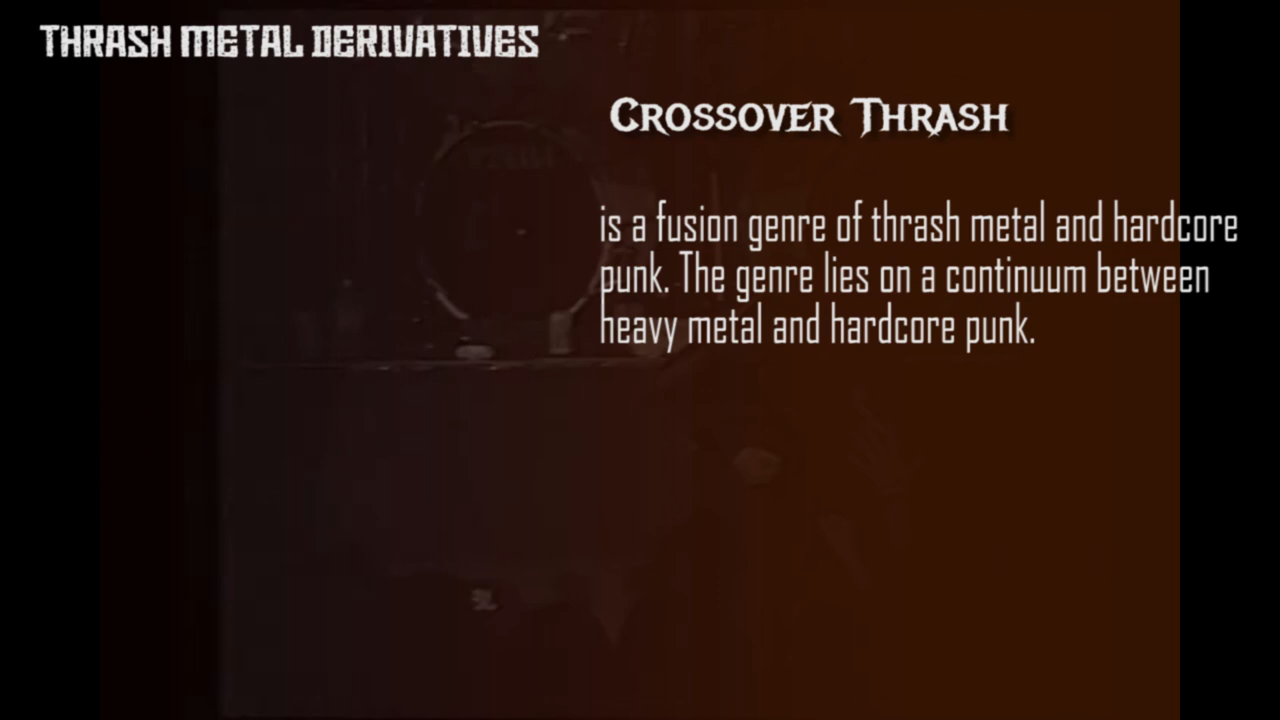 THRASH METAL DERIVATIVES
CROSSOVER THRASH
is a fusion genre of thrash metal and hardcore
punk. The genre lies on a continuum between
heavy metal and hardcore punk.